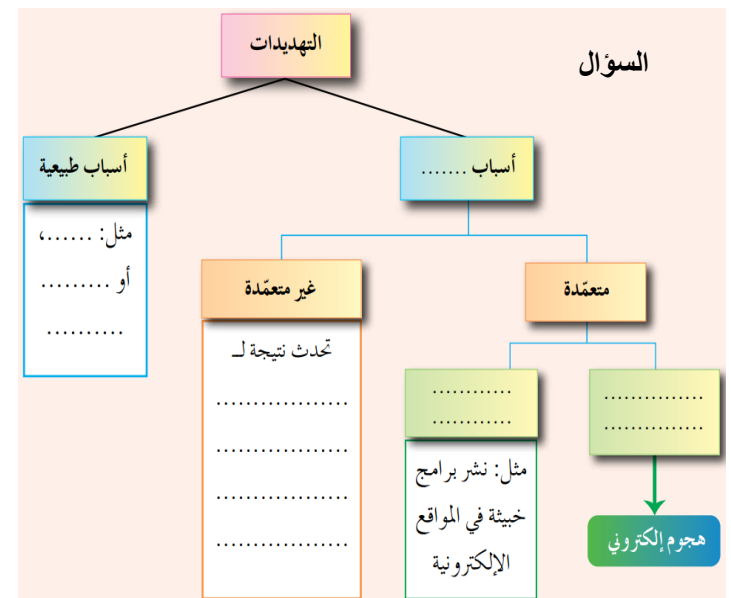 السؤال
التهديدات
أسباب .......
أسباب طبيعية
مثل: ......،
أو .........
..........
متعمّدة
غير متعمّدة
تحدث نتيجة لــ
..................
..................
..................
..................
...............
...............
............
............
مثل: نشر برامج
خبيثة في المواقع
الإلكترونية
هجوم إلكتروني